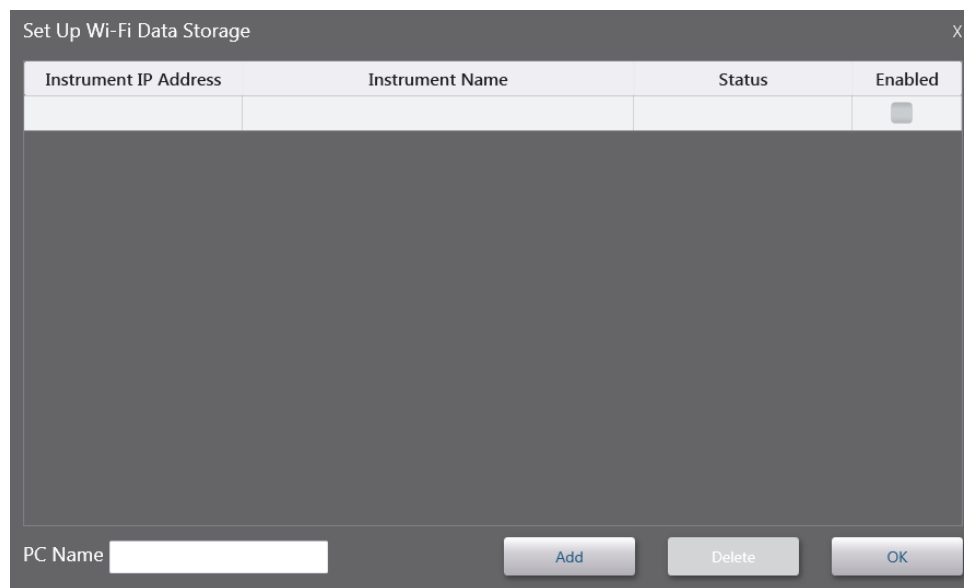 Set Up Wi-Fi Data Storage X
Instrument IP Address Instrument Name Status Enabled
PC Name Add Delete OK